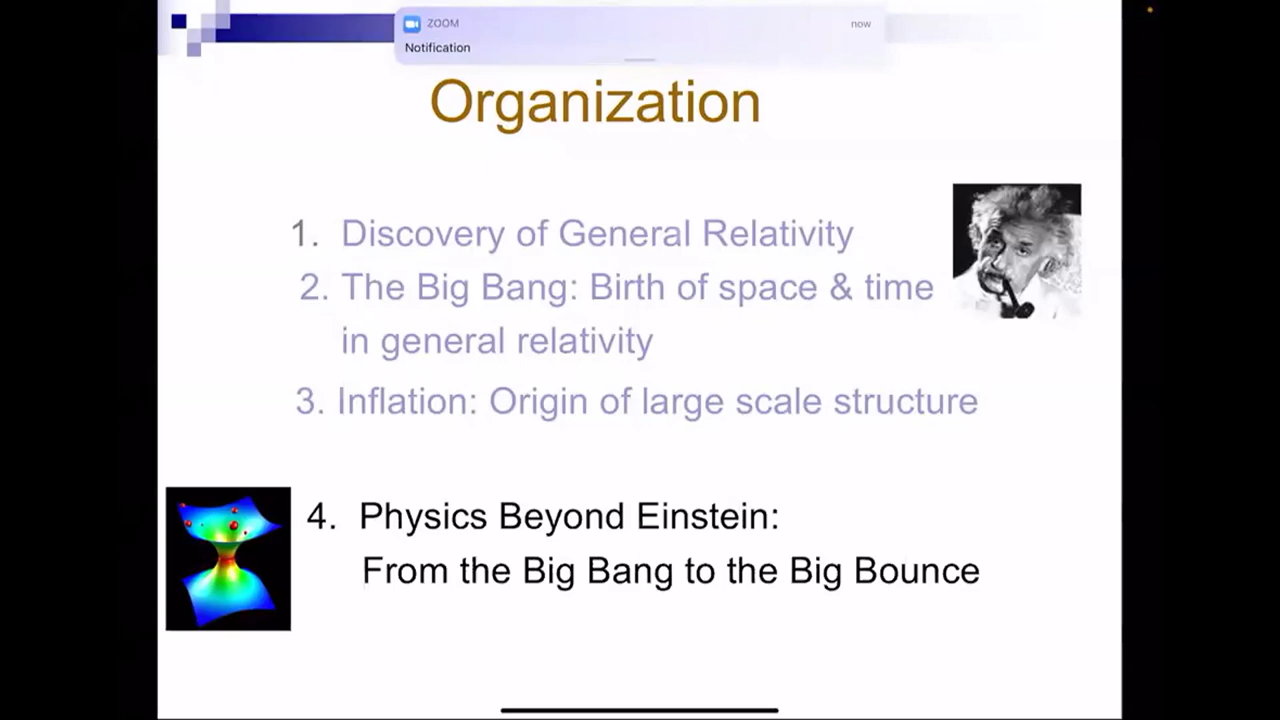 ZOOM now
Notification
Organization
1. Discovery of General Relativity
2. The Big Bang: Birth of space & time
in general relativity
3. Inflation: Origin of large scale structure
4. Physics Beyond Einstein:
From the Big Bang to the Big Bounce